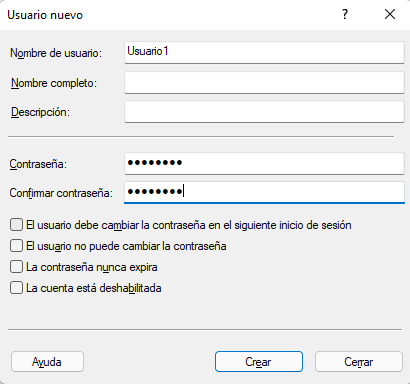 Usuario nuevo
?
Nombre de usuario: Usuario1
Nombre completo:
Descripción:
Contraseña: ●●●●●●●●
Confirmar contraseña: ●●●●●●●●
El usuario debe cambiar la contraseña en el siguiente inicio de sesión
El usuario no puede cambiar la contraseña
La contraseña nunca expira
La cuenta está deshabilitada
Ayuda Crear Cerrar